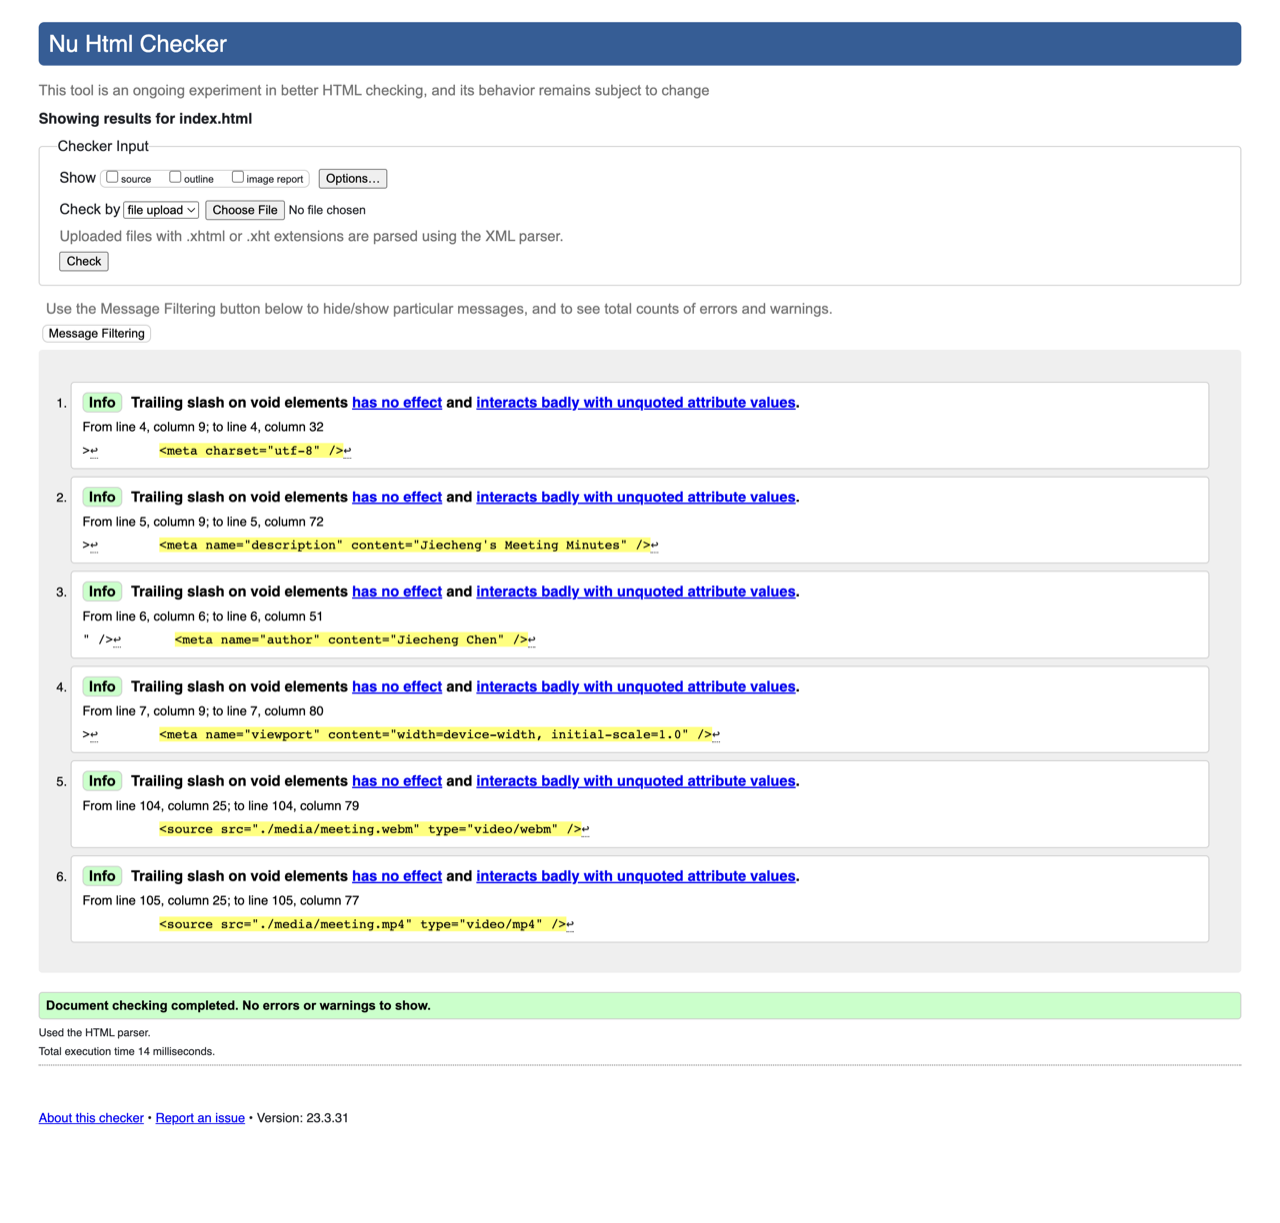 Nu Html Checker
This tool is an ongoing experiment in better HTML checking, and its behavior remains subject to change
Showing results for index.html
Checker Input
Show source outline image report Options...
Check by file upload Choose File No file chosen
Uploaded files with .xhtml or .xht extensions are parsed using the XML parser.
Check
Use the Message Filtering button below to hide/show particular messages, and to see total counts of errors and warnings.
Message Filtering
1. Info Trailing slash on void elements has no effect and interacts badly with unquoted attribute values.
From line 4, column 9; to line 4, column 32
>↩ <meta charset="utf-8" />↩
2. Info Trailing slash on void elements has no effect and interacts badly with unquoted attribute values.
From line 5, column 9; to line 5, column 72
>↩ <meta name="description" content="Jiecheng's Meeting Minutes" />↩
3. Info Trailing slash on void elements has no effect and interacts badly with unquoted attribute values.
From line 6, column 6; to line 6, column 51
" />↩ <meta name="author" content="Jiecheng Chen" />↩
4. Info Trailing slash on void elements has no effect and interacts badly with unquoted attribute values.
From line 7, column 9; to line 7, column 80
>↩ <meta name="viewport" content="width=device-width, initial-scale=1.0" />↩
5. Info Trailing slash on void elements has no effect and interacts badly with unquoted attribute values.
From line 104, column 25; to line 104, column 79
<source src="./media/meeting.webm" type="video/webm" />↩
6. Info Trailing slash on void elements has no effect and interacts badly with unquoted attribute values.
From line 105, column 25; to line 105, column 77
<source src="./media/meeting.mp4" type="video/mp4" />↩
Document checking completed. No errors or warnings to show.
Used the HTML parser.
Total execution time 14 milliseconds.
About this checker • Report an issue • Version: 23.3.31